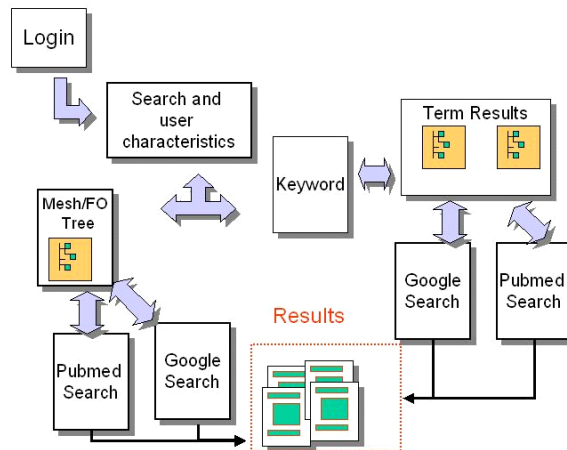 Login
Search and
user
characteristics
Term Results
Keyword
Mesh/FO
Tree
Google
Search
Pubmed
Search
Results
Pubmed
Search
Google
Search